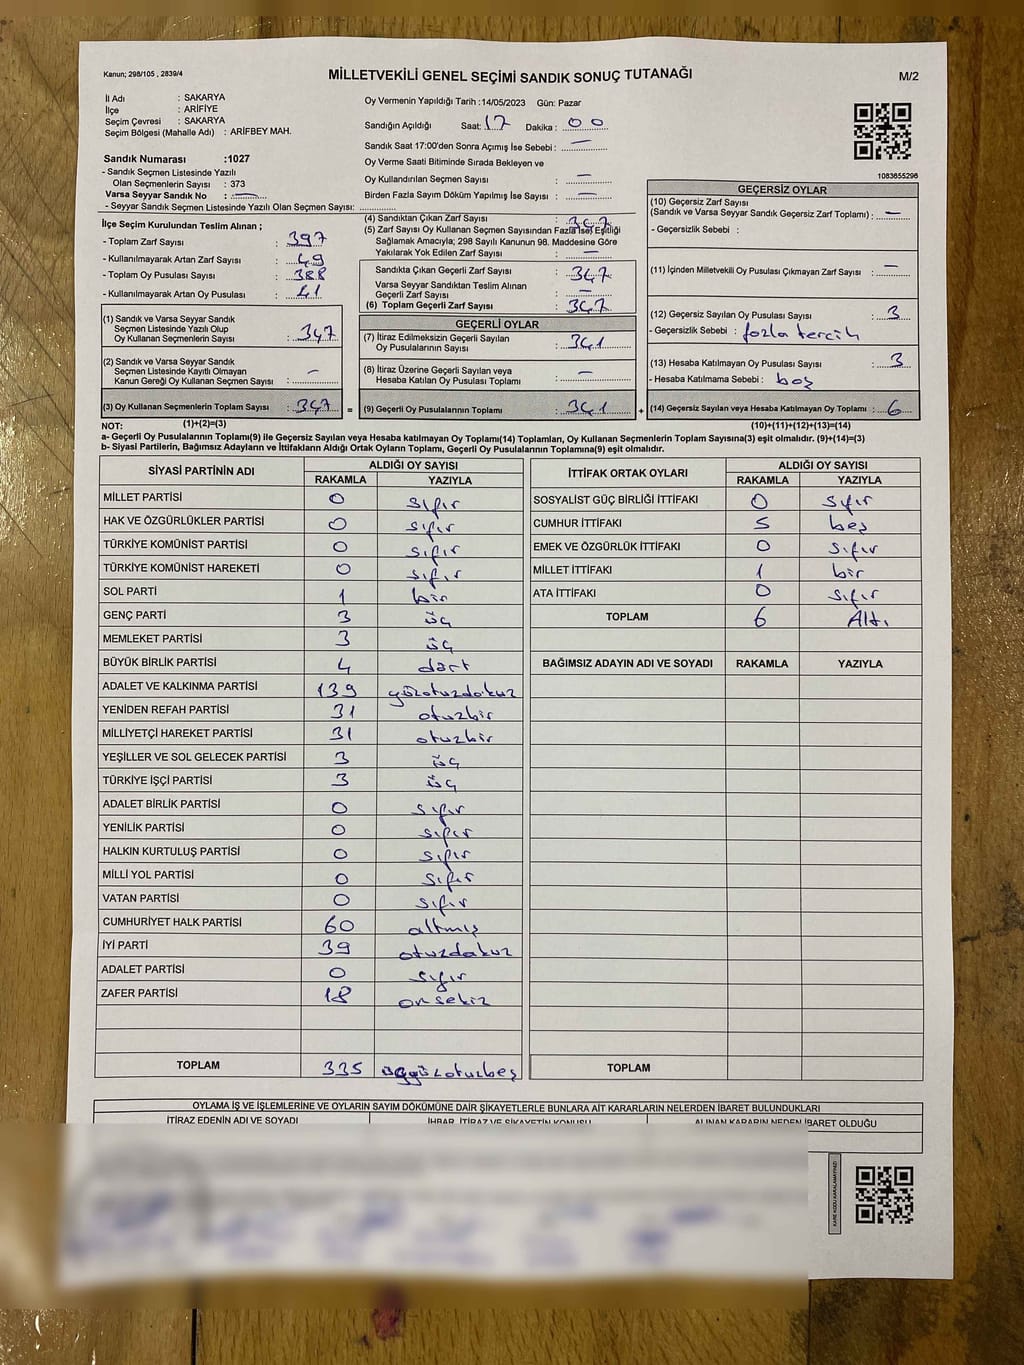 Kanun; 298/105 , 2839/4
MİLLETVEKİLİ GENEL SEÇİMİ SANDIK SONUÇ TUTANAĞI
M/2
İl Adı : SAKARYA
İlçe : ARİFİYE
Seçim Çevresi : SAKARYA
Seçim Bölgesi (Mahalle Adı) : ARİFBEY MAH.
Oy Vermenin Yapıldığı Tarih :14/05/2023 Gün: Pazar
Sandığın Açıldığı Saat: 17 Dakika : 00
Sandık Saat 17:00'den Sonra Açımış İse Sebebi : —
Oy Verme Saati Bitiminde Sırada Bekleyen ve
Oy Kullandırılan Seçmen Sayısı : —
Birden Fazla Sayım Döküm Yapılmış İse Sayısı : —
Sandık Numarası :1027
- Sandık Seçmen Listesinde Yazılı
Olan Seçmenlerin Sayısı : 373
Varsa Seyyar Sandık No : —
- Seyyar Sandık Seçmen Listesinde Yazılı Olan Seçmen Sayısı:
1083655296
İlçe Seçim Kurulundan Teslim Alınan ;
- Toplam Zarf Sayısı : 397
- Kullanılmayarak Artan Zarf Sayısı : 49
- Toplam Oy Pusulası Sayısı : 388
- Kullanılmayarak Artan Oy Pusulası : 41
(1) Sandık ve Varsa Seyyar Sandık
Seçmen Listesinde Yazılı Olup
Oy Kullanan Seçmenlerin Sayısı : 347
(2) Sandık ve Varsa Seyyar Sandık
Seçmen Listesinde Kayıtlı Olmayan
Kanun Gereği Oy Kullanan Seçmen Sayısı : —
(3) Oy Kullanan Seçmenlerin Toplam Sayısı : 347 =
(1)+(2)=(3)
(4) Sandıktan Çıkan Zarf Sayısı : 347
(5) Zarf Sayısı Oy Kullanan Seçmen Sayısından Fazla İse; Eşitliği
Sağlamak Amacıyla; 298 Sayılı Kanunun 98. Maddesine Göre
Yakılarak Yok Edilen Zarf Sayısı : —
Sandıkta Çıkan Geçerli Zarf Sayısı : 347
Varsa Seyyar Sandıktan Teslim Alınan
Geçerli Zarf Sayısı : —
(6) Toplam Geçerli Zarf Sayısı : 347
GEÇERLİ OYLAR
(7) İtiraz Edilmeksizin Geçerli Sayılan
Oy Pusulalarının Sayısı : 341
(8) İtiraz Üzerine Geçerli Sayılan veya
Hesaba Katılan Oy Pusulası Toplamı : —
(9) Geçerli Oy Pusulalarının Toplamı : 341 +
GEÇERSİZ OYLAR
(10) Geçersiz Zarf Sayısı
(Sandık ve Varsa Seyyar Sandık Geçersiz Zarf Toplamı) : —
- Geçersizlik Sebebi :
(11) İçinden Milletvekili Oy Pusulası Çıkmayan Zarf Sayısı : —
(12) Geçersiz Sayılan Oy Pusulası Sayısı : 3
- Geçersizlik Sebebi : fazla tercih
(13) Hesaba Katılmayan Oy Pusulası Sayısı : 3
- Hesaba Katılmama Sebebi : boş
(14) Geçersiz Sayılan veya Hesaba Katılmayan Oy Toplamı : 6
(10)+(11)+(12)+(13)=(14)
NOT:
a- Geçerli Oy Pusulalarının Toplamı(9) ile Geçersiz Sayılan veya Hesaba katılmayan Oy Toplamı(14) Toplamları, Oy Kullanan Seçmenlerin Toplam Sayısına(3) eşit olmalıdır. (9)+(14)=(3)
b- Siyasi Partilerin, Bağımsız Adayların ve İttifakların Aldığı Ortak Oyların Toplamı, Geçerli Oy Pusulalarının Toplamına(9) eşit olmalıdır.
SİYASİ PARTİNİN ADI ALDIĞI OY SAYISI
RAKAMLA YAZIYLA
MİLLET PARTİSİ 0 sıfır
HAK VE ÖZGÜRLÜKLER PARTİSİ 0 sıfır
TÜRKİYE KOMÜNİST PARTİSİ 0 sıfır
TÜRKİYE KOMÜNİST HAREKETİ 0 sıfır
SOL PARTİ 1 bir
GENÇ PARTİ 3 üç
MEMLEKET PARTİSİ 3 üç
BÜYÜK BİRLİK PARTİSİ 4 dört
ADALET VE KALKINMA PARTİSİ 139 yüzotuzdokuz
YENİDEN REFAH PARTİSİ 31 otuzbir
MİLLİYETÇİ HAREKET PARTİSİ 31 otuzbir
YEŞİLLER VE SOL GELECEK PARTİSİ 3 üç
TÜRKİYE İŞÇİ PARTİSİ 3 üç
ADALET BİRLİK PARTİSİ 0 sıfır
YENİLİK PARTİSİ 0 sıfır
HALKIN KURTULUŞ PARTİSİ 0 sıfır
MİLLİ YOL PARTİSİ 0 sıfır
VATAN PARTİSİ 0 sıfır
CUMHURİYET HALK PARTİSİ 60 altmış
İYİ PARTİ 39 otuzdokuz
ADALET PARTİSİ 0 sıfır
ZAFER PARTİSİ 18 onsekiz
TOPLAM 335 üçyüzotuzbeş
İTTİFAK ORTAK OYLARI ALDIĞI OY SAYISI
RAKAMLA YAZIYLA
SOSYALİST GÜÇ BİRLİĞİ İTTİFAKI 0 sıfır
CUMHUR İTTİFAKI 5 beş
EMEK VE ÖZGÜRLÜK İTTİFAKI 0 sıfır
MİLLET İTTİFAKI 1 bir
ATA İTTİFAKI 0 sıfır
TOPLAM 6 Altı
BAĞIMSIZ ADAYIN ADI VE SOYADI RAKAMLA YAZIYLA
TOPLAM
OYLAMA İŞ VE İŞLEMLERİNE VE OYLARIN SAYIM DÖKÜMÜNE DAİR ŞİKAYETLERLE BUNLARA AİT KARARLARIN NELERDEN İBARET BULUNDUKLARI
İTİRAZ EDENİN ADI VE SOYADI İHBAR, İTİRAZ VE ŞİKAYETİN KONUSU ALINAN KARARIN NEDEN İBARET OLDUĞU
KARE KODU KARALAMAYINIZ!